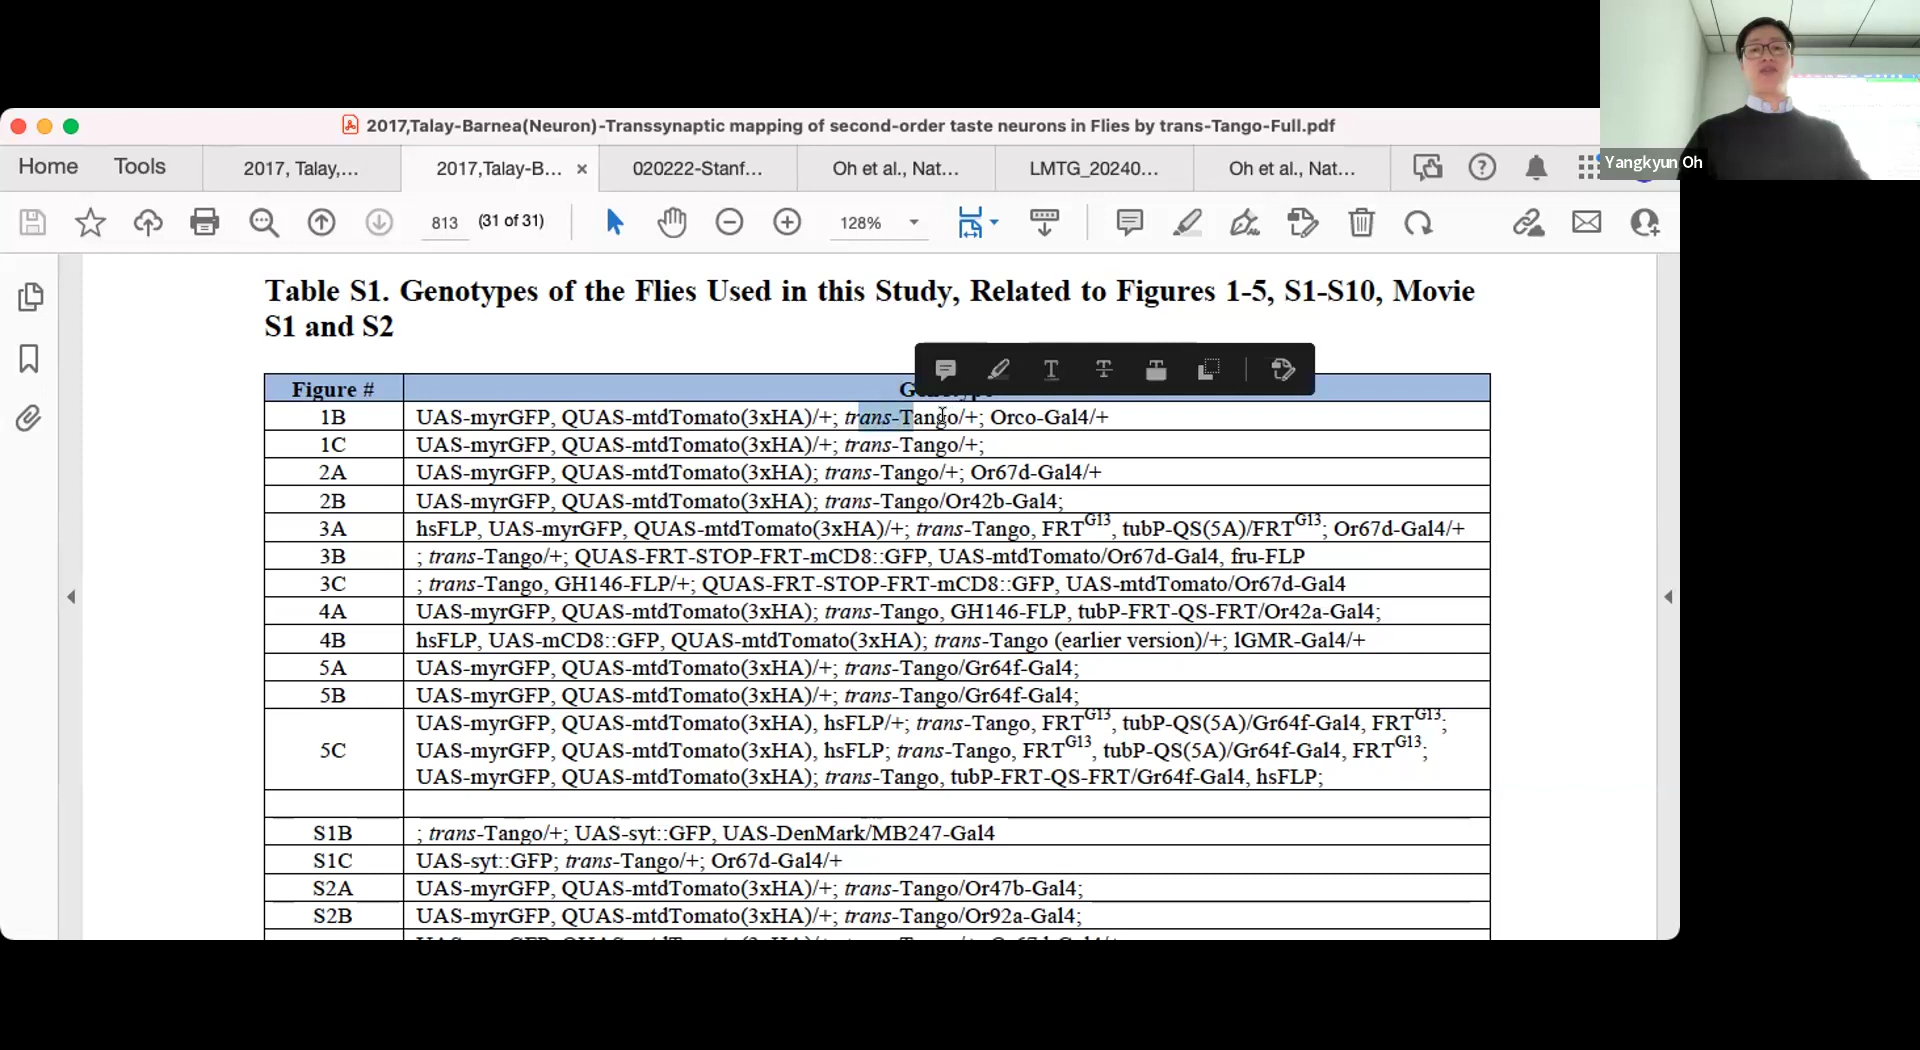 2017,Talay-Barnea(Neuron)-Transsynaptic mapping of second-order taste neurons in Flies by trans-Tango-Full.pdf
Yangkyun Oh
Home Tools 2017, Talay,... 2017,Talay-B... × 020222-Stanf... Oh et al., Nat... LMTG_20240... Oh et al., Nat...
813 (31 of 31) 128%
Table S1. Genotypes of the Flies Used in this Study, Related to Figures 1-5, S1-S10, Movie
S1 and S2
Figure #
1B UAS-myrGFP, QUAS-mtdTomato(3xHA)/+; trans-Tango/+; Orco-Gal4/+
1C UAS-myrGFP, QUAS-mtdTomato(3xHA)/+; trans-Tango/+;
2A UAS-myrGFP, QUAS-mtdTomato(3xHA); trans-Tango/+; Or67d-Gal4/+
2B UAS-myrGFP, QUAS-mtdTomato(3xHA); trans-Tango/Or42b-Gal4;
3A hsFLP, UAS-myrGFP, QUAS-mtdTomato(3xHA)/+; trans-Tango, FRTG13, tubP-QS(5A)/FRTG13; Or67d-Gal4/+
3B ; trans-Tango/+; QUAS-FRT-STOP-FRT-mCD8::GFP, UAS-mtdTomato/Or67d-Gal4, fru-FLP
3C ; trans-Tango, GH146-FLP/+; QUAS-FRT-STOP-FRT-mCD8::GFP, UAS-mtdTomato/Or67d-Gal4
4A UAS-myrGFP, QUAS-mtdTomato(3xHA); trans-Tango, GH146-FLP, tubP-FRT-QS-FRT/Or42a-Gal4;
4B hsFLP, UAS-mCD8::GFP, QUAS-mtdTomato(3xHA); trans-Tango (earlier version)/+; lGMR-Gal4/+
5A UAS-myrGFP, QUAS-mtdTomato(3xHA)/+; trans-Tango/Gr64f-Gal4;
5B UAS-myrGFP, QUAS-mtdTomato(3xHA)/+; trans-Tango/Gr64f-Gal4;
UAS-myrGFP, QUAS-mtdTomato(3xHA), hsFLP/+; trans-Tango, FRTG13, tubP-QS(5A)/Gr64f-Gal4, FRTG13;
5C UAS-myrGFP, QUAS-mtdTomato(3xHA), hsFLP; trans-Tango, FRTG13, tubP-QS(5A)/Gr64f-Gal4, FRTG13;
UAS-myrGFP, QUAS-mtdTomato(3xHA); trans-Tango, tubP-FRT-QS-FRT/Gr64f-Gal4, hsFLP;
S1B ; trans-Tango/+; UAS-syt::GFP, UAS-DenMark/MB247-Gal4
S1C UAS-syt::GFP; trans-Tango/+; Or67d-Gal4/+
S2A UAS-myrGFP, QUAS-mtdTomato(3xHA)/+; trans-Tango/Or47b-Gal4;
S2B UAS-myrGFP, QUAS-mtdTomato(3xHA)/+; trans-Tango/Or92a-Gal4;